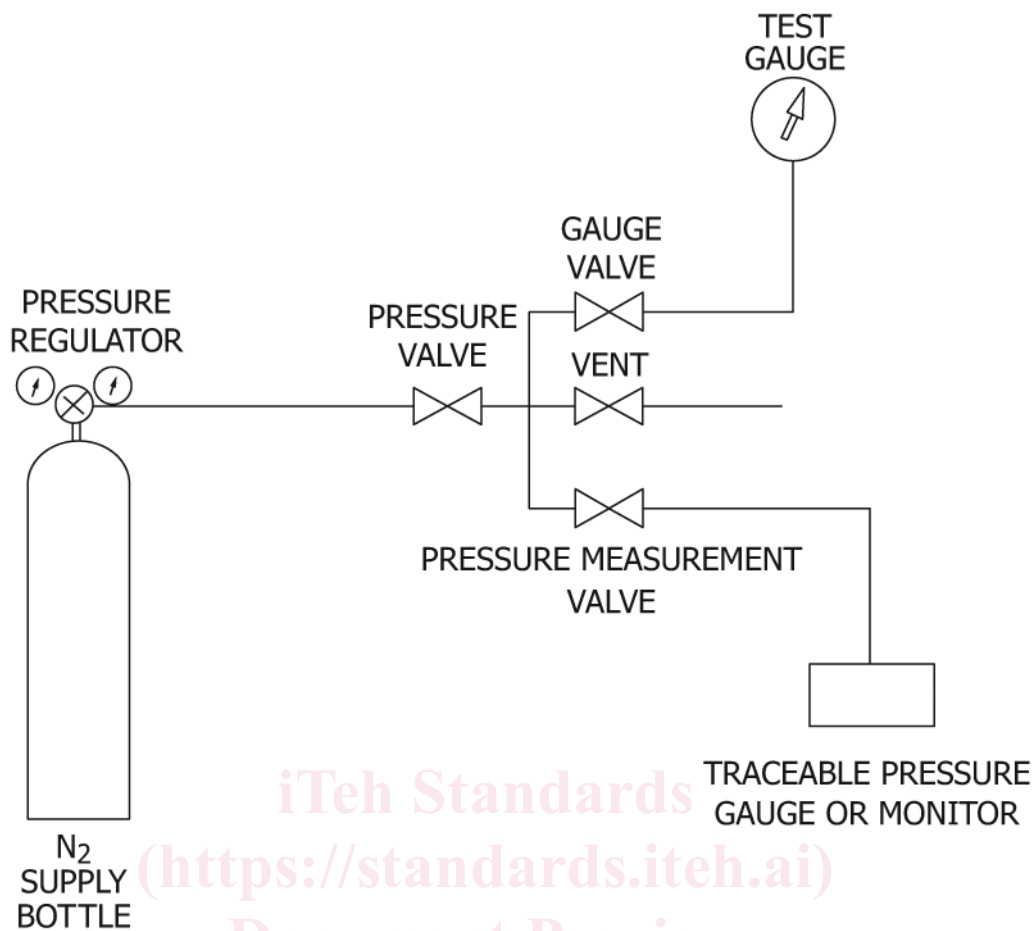 TEST
GAUGE
GAUGE
VALVE
PRESSURE
REGULATOR
PRESSURE
VALVE
VENT
PRESSURE MEASUREMENT
VALVE
TRACEABLE PRESSURE
GAUGE OR MONITOR
N2
SUPPLY
BOTTLE
iTeh Standards
(https://standards.iteh.ai)